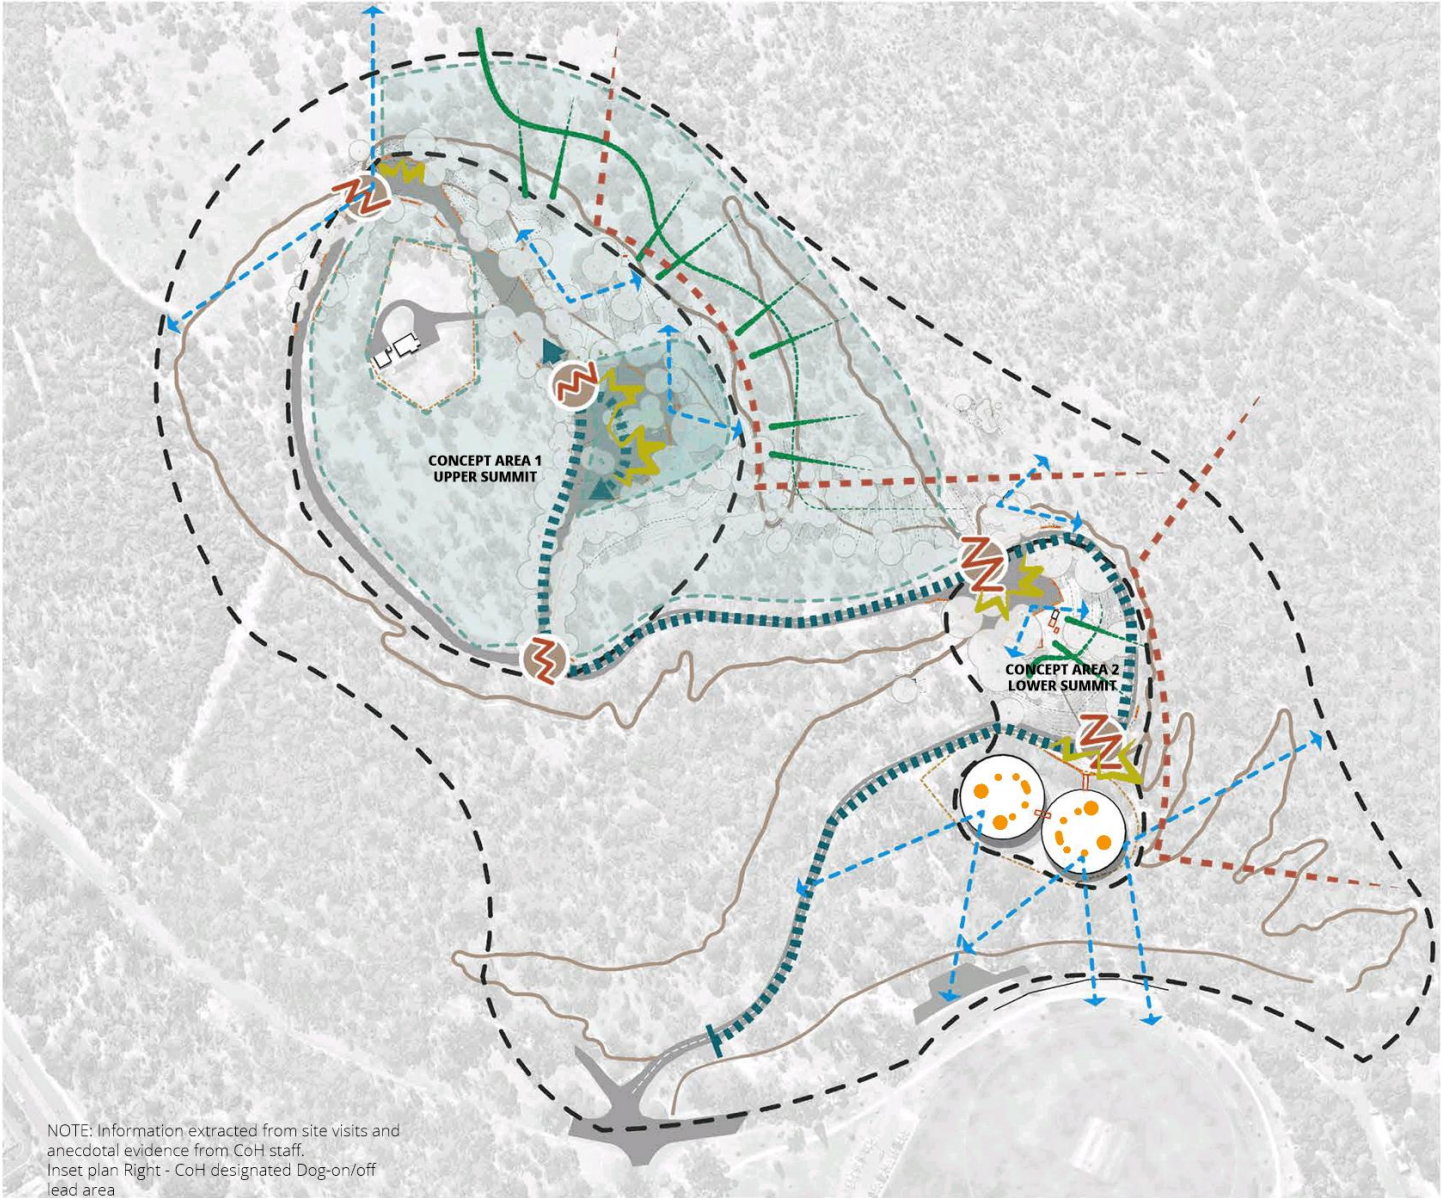 CONCEPT AREA 1
UPPER SUMMIT
CONCEPT AREA 2
LOWER SUMMIT
NOTE: Information extracted from site visits and
anecdotal evidence from CoH staff.
Inset plan Right - CoH designated Dog-on/off
lead area